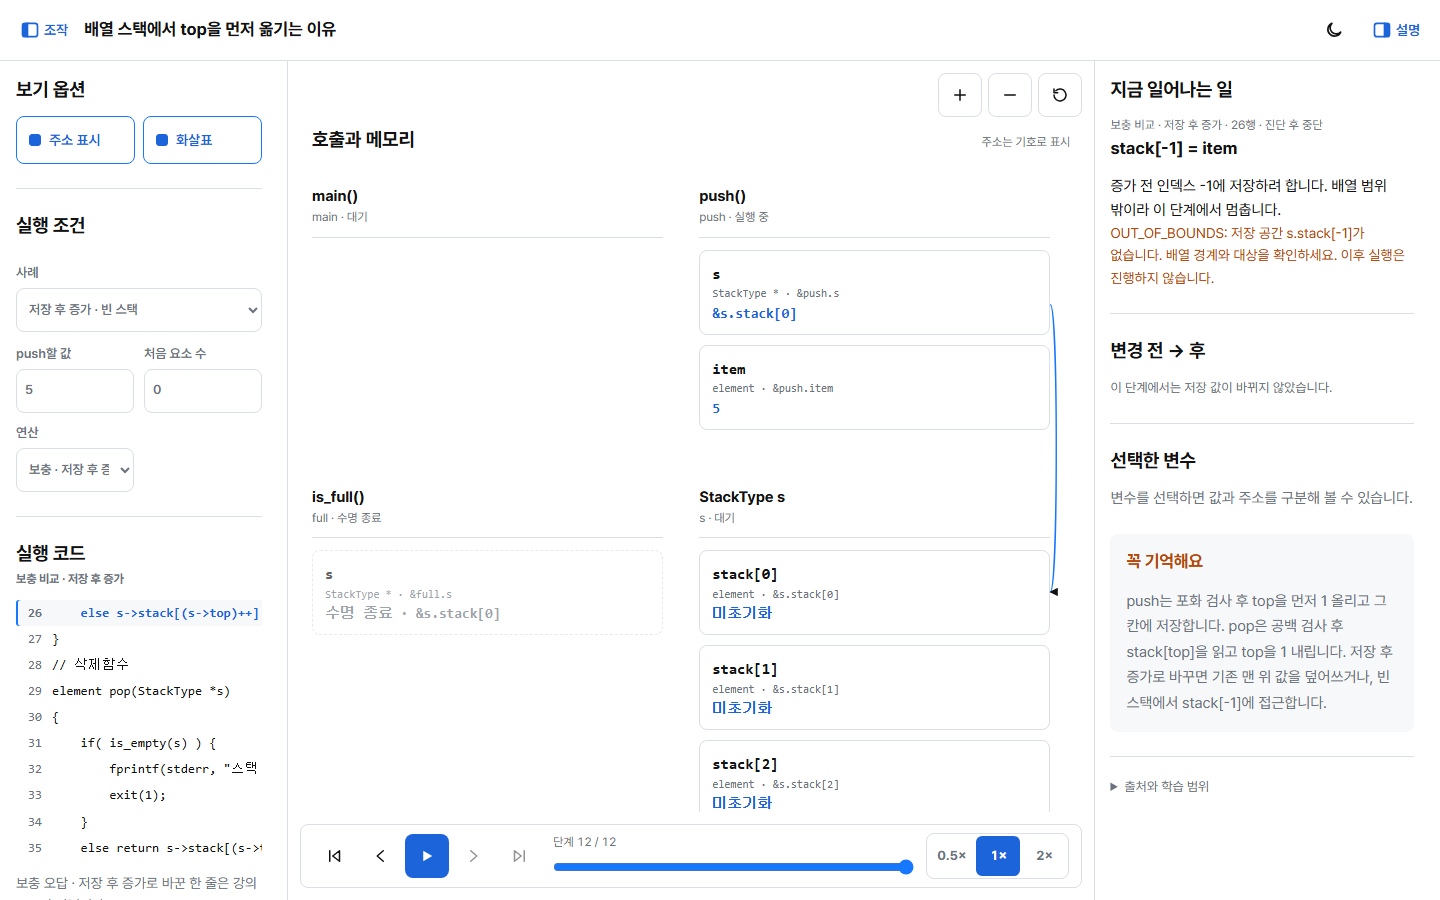 조작
배열 스택에서 top을 먼저 옮기는 이유
설명
보기 옵션
주소 표시
화살표
실행 조건
사례
저장 후 증가 · 빈 스택
push할 값
처음 요소 수
5
0
연산
보충 · 저장 후 증
실행 코드
보충 비교 · 저장 후 증가
26 else s->stack[(s->top)++]
27 }
28 // 삭제함수
29 element pop(StackType *s)
30 {
31 if( is_empty(s) ) {
32 fprintf(stderr, "스택
33 exit(1);
34 }
35 else return s->stack[(s->t
보충 오답 · 저장 후 증가로 바꾼 한 줄은 강의
호출과 메모리
주소는 기호로 표시
main()
main · 대기
push()
push · 실행 중
s
StackType * · &push.s
&s.stack[0]
item
element · &push.item
5
is_full()
full · 수명 종료
s
StackType * · &full.s
수명 종료 · &s.stack[0]
StackType s
s · 대기
stack[0]
element · &s.stack[0]
미초기화
stack[1]
element · &s.stack[1]
미초기화
stack[2]
element · &s.stack[2]
미초기화
단계 12 / 12
0.5×
1×
2×
지금 일어나는 일
보충 비교 · 저장 후 증가 · 26행 · 진단 후 중단
stack[-1] = item
증가 전 인덱스 -1에 저장하려 합니다. 배열 범위
밖이라 이 단계에서 멈춥니다.
OUT_OF_BOUNDS: 저장 공간 s.stack[-1]가
없습니다. 배열 경계와 대상을 확인하세요. 이후 실행은
진행하지 않습니다.
변경 전 → 후
이 단계에서는 저장 값이 바뀌지 않았습니다.
선택한 변수
변수를 선택하면 값과 주소를 구분해 볼 수 있습니다.
꼭 기억해요
push는 포화 검사 후 top을 먼저 1 올리고 그
칸에 저장합니다. pop은 공백 검사 후
stack[top]을 읽고 top을 1 내립니다. 저장 후
증가로 바꾸면 기존 맨 위 값을 덮어쓰거나, 빈
스택에서 stack[-1]에 접근합니다.
출처와 학습 범위